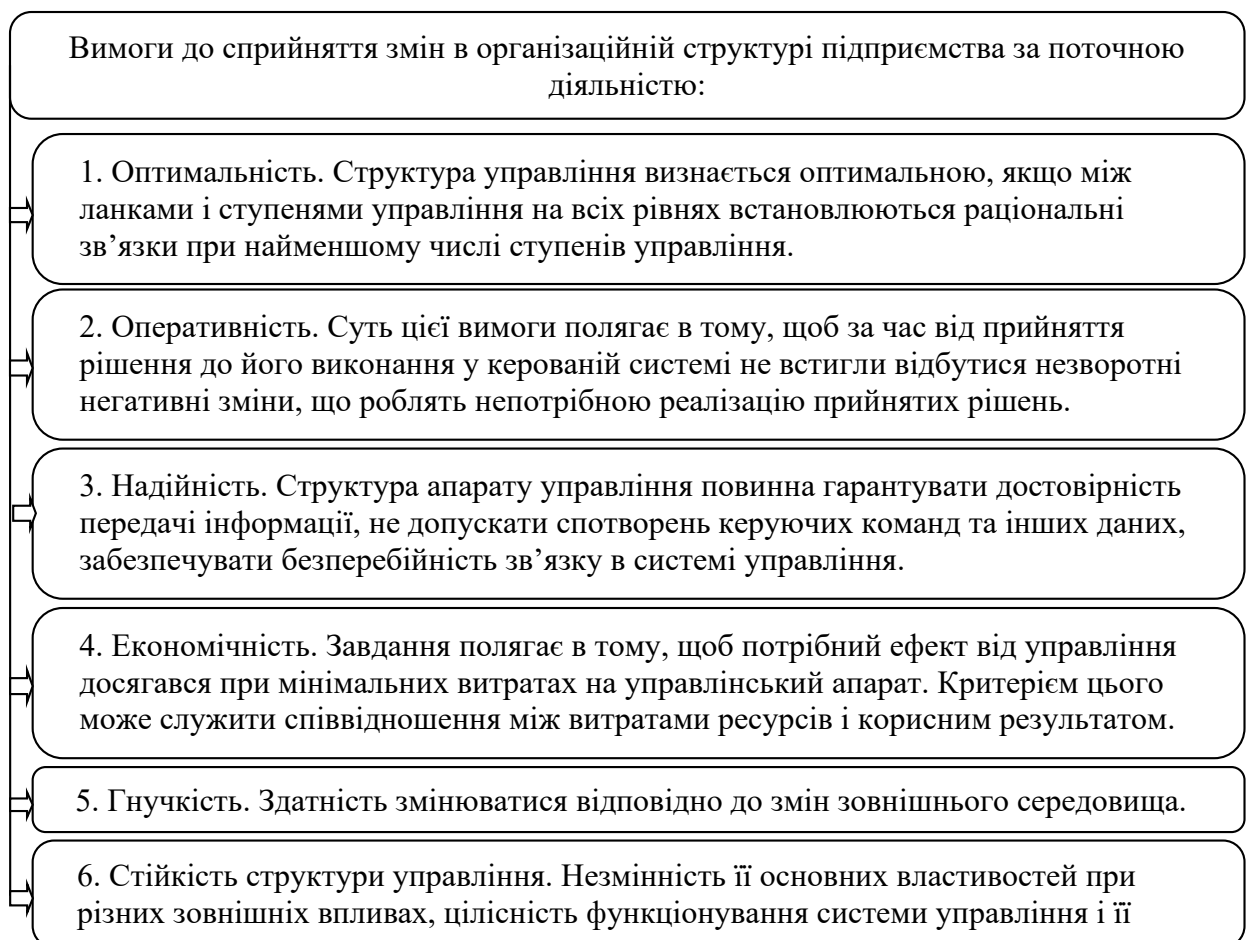 Вимоги до сприйняття змін в організаційній структурі підприємства за поточною
діяльністю:
1. Оптимальність. Структура управління визнається оптимальною, якщо між
ланками і ступенями управління на всіх рівнях встановлюються раціональні
зв’язки при найменшому числі ступенів управління.
2. Оперативність. Суть цієї вимоги полягає в тому, щоб за час від прийняття
рішення до його виконання у керованій системі не встигли відбутися незворотні
негативні зміни, що роблять непотрібною реалізацію прийнятих рішень.
3. Надійність. Структура апарату управління повинна гарантувати достовірність
передачі інформації, не допускати спотворень керуючих команд та інших даних,
забезпечувати безперебійність зв’язку в системі управління.
4. Економічність. Завдання полягає в тому, щоб потрібний ефект від управління
досягався при мінімальних витратах на управлінський апарат. Критерієм цього
може служити співвідношення між витратами ресурсів і корисним результатом.
5. Гнучкість. Здатність змінюватися відповідно до змін зовнішнього середовища.
6. Стійкість структури управління. Незмінність її основних властивостей при
різних зовнішніх впливах, цілісність функціонування системи управління і її